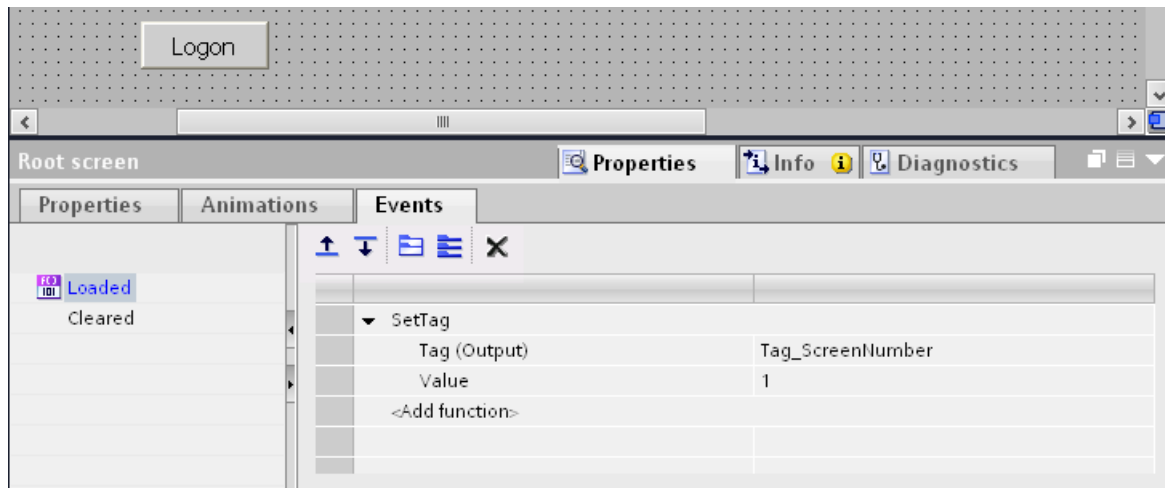 Logon
Root screen
Properties
Info
Diagnostics
Properties
Animations
Events
Loaded
Cleared
SetTag
Tag (Output) Tag_ScreenNumber
Value 1
<Add function>